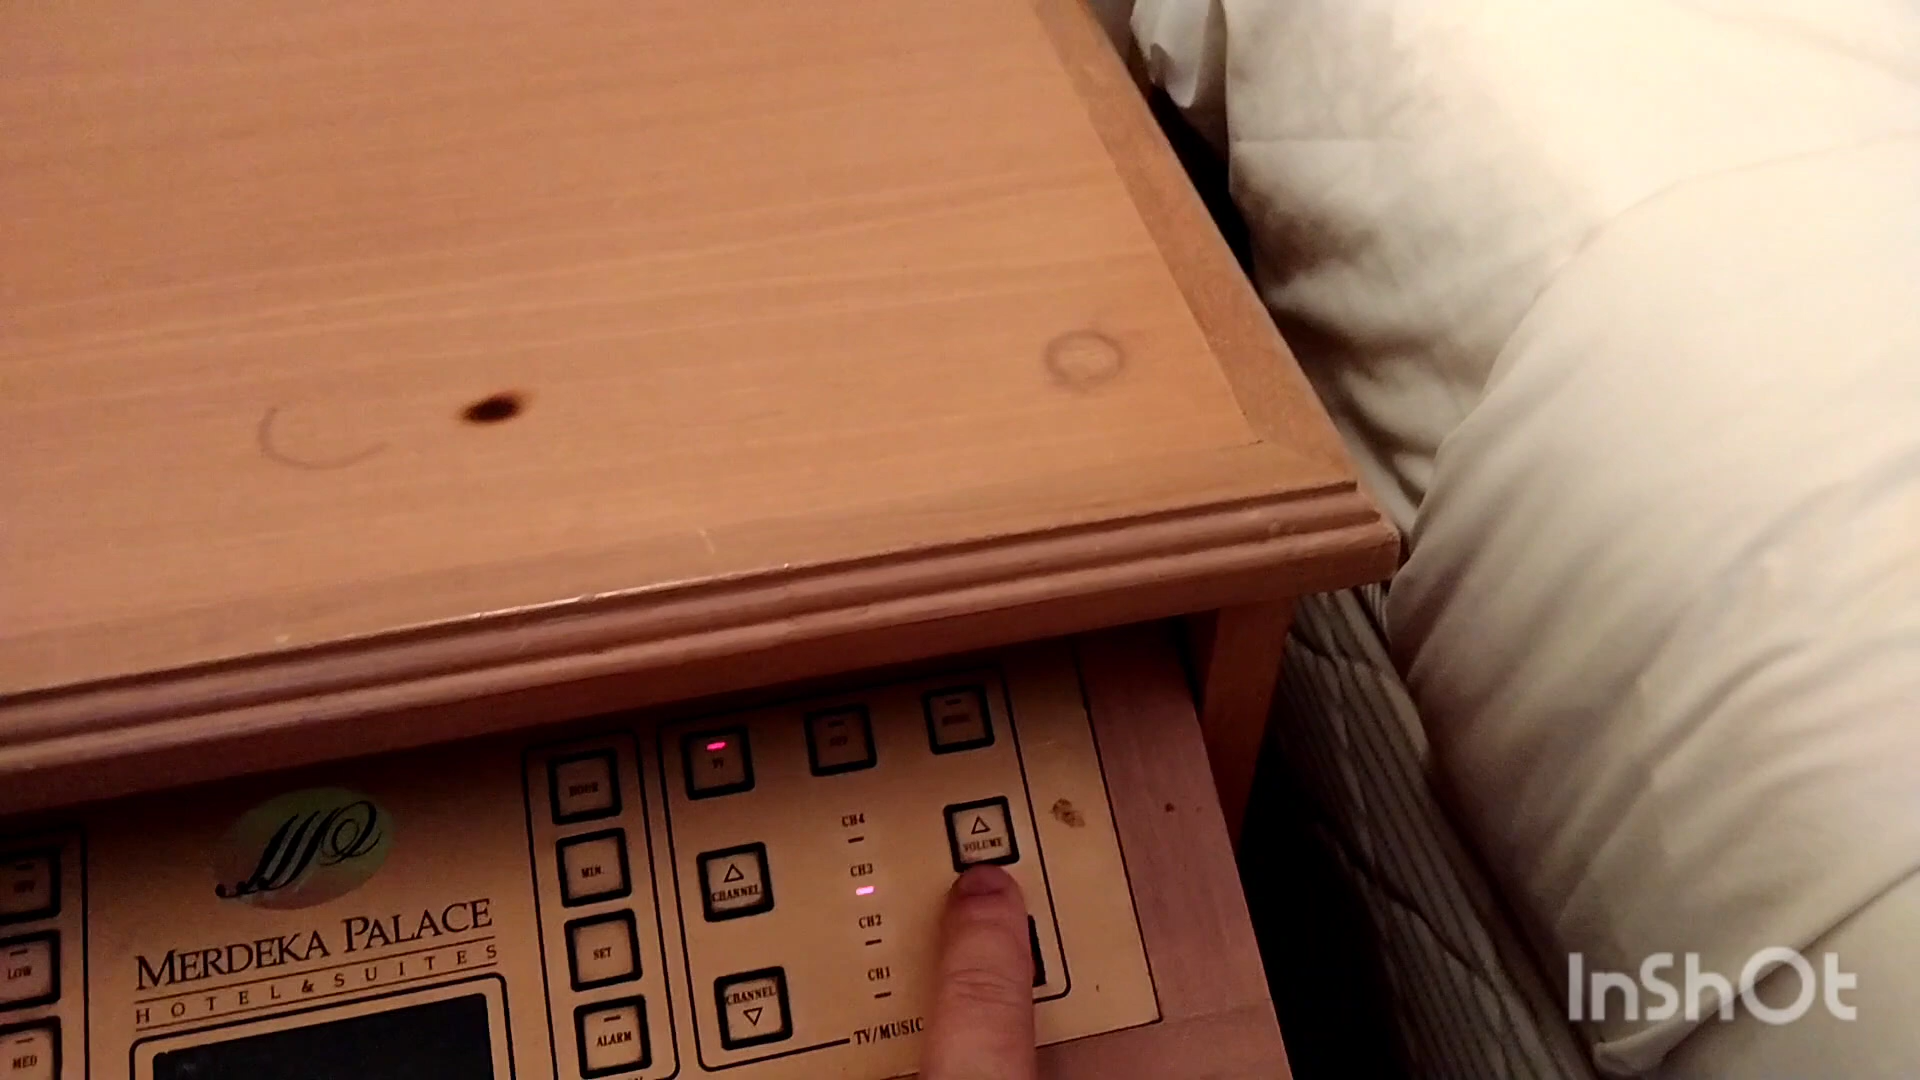 MERDEKA PALACE
HOTEL & SUITES
LOW
MED
HOUR
MIN.
SET
ALARM
TV
CH4
CH3
CH2
CH1
CHANNEL
CHANNEL
VOLUME
TV/MUSIC
InShOt